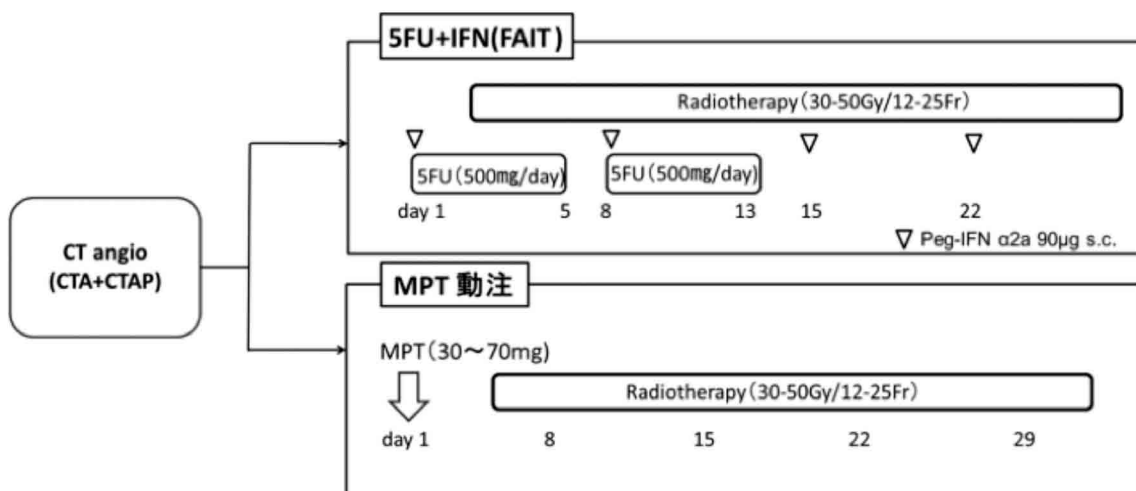 5FU+IFN(FAIT)
Radiotherapy(30-50Gy/12-25Fr)
▽ ▽ ▽ ▽
5FU(500mg/day) 5FU(500mg/day)
day 1 5 8 13 15 22
▽ Peg-IFN α2a 90μg s.c.
CT angio
(CTA+CTAP)
MPT 動注
MPT(30~70mg)
Radiotherapy(30-50Gy/12-25Fr)
day 1 8 15 22 29